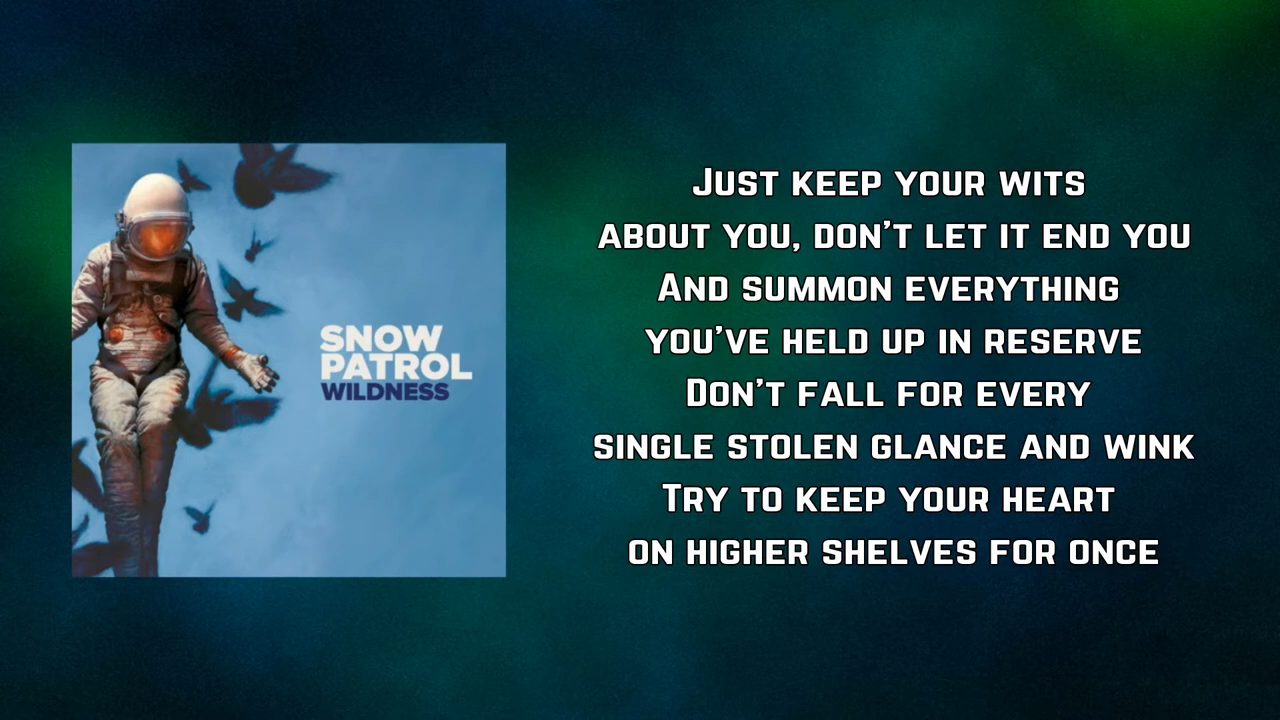 SNOW
PATROL
WILDNESS
JUST KEEP YOUR WITS
ABOUT YOU, DON'T LET IT END YOU
AND SUMMON EVERYTHING
YOU'VE HELD UP IN RESERVE
DON'T FALL FOR EVERY
SINGLE STOLEN GLANCE AND WINK
TRY TO KEEP YOUR HEART
ON HIGHER SHELVES FOR ONCE